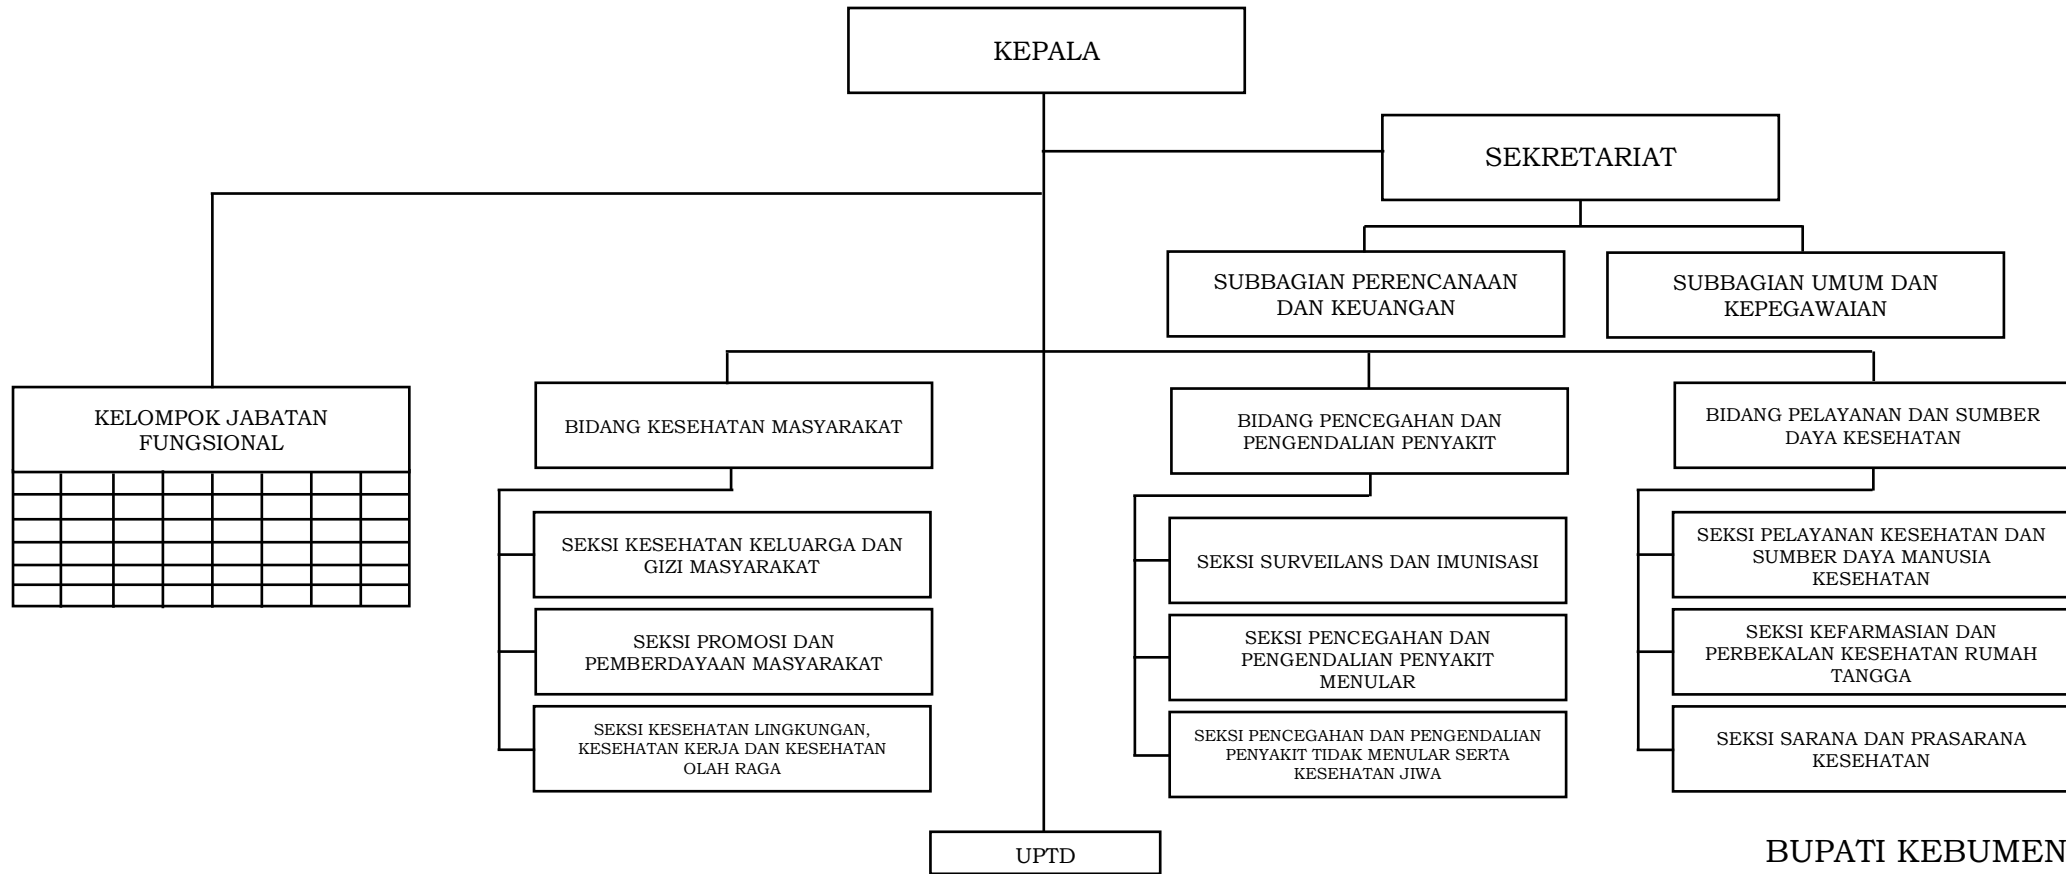 KEPALA
SEKRETARIAT
SUBBAGIAN PERENCANAAN
DAN KEUANGAN
SUBBAGIAN UMUM DAN
KEPEGAWAIAN
KELOMPOK JABATAN
FUNGSIONAL
BIDANG KESEHATAN MASYARAKAT
SEKSI KESEHATAN KELUARGA DAN
GIZI MASYARAKAT
SEKSI PROMOSI DAN
PEMBERDAYAAN MASYARAKAT
SEKSI KESEHATAN LINGKUNGAN,
KESEHATAN KERJA DAN KESEHATAN
OLAH RAGA
BIDANG PENCEGAHAN DAN
PENGENDALIAN PENYAKIT
SEKSI SURVEILANS DAN IMUNISASI
SEKSI PENCEGAHAN DAN
PENGENDALIAN PENYAKIT
MENULAR
SEKSI PENCEGAHAN DAN PENGENDALIAN
PENYAKIT TIDAK MENULAR SERTA
KESEHATAN JIWA
BIDANG PELAYANAN DAN SUMBER
DAYA KESEHATAN
SEKSI PELAYANAN KESEHATAN DAN
SUMBER DAYA MANUSIA
KESEHATAN
SEKSI KEFARMASIAN DAN
PERBEKALAN KESEHATAN RUMAH
TANGGA
SEKSI SARANA DAN PRASARANA
KESEHATAN
UPTD
BUPATI KEBUMEN